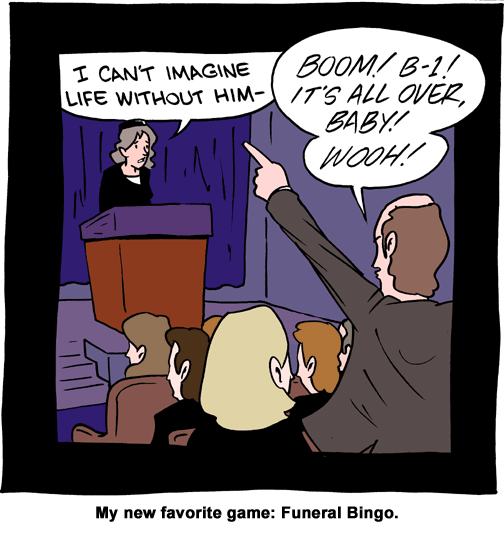 I CAN'T IMAGINE
LIFE WITHOUT HIM-
BOOM! B-1!
IT'S ALL OVER,
BABY!
WOOH!
My new favorite game: Funeral Bingo.